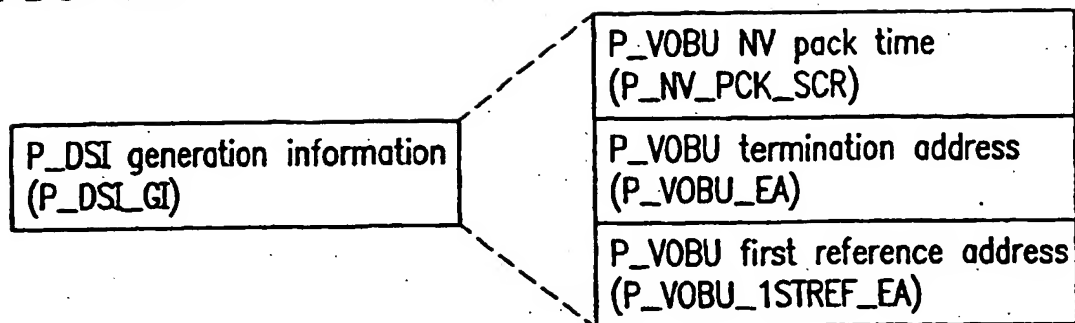 P_DSI generation information
(P_DSI_GI)
P_VOBU NV pack time
(P_NV_PCK_SCR)
P_VOBU termination address
(P_VOBU_EA)
P_VOBU first reference address
(P_VOBU_1STREF_EA)